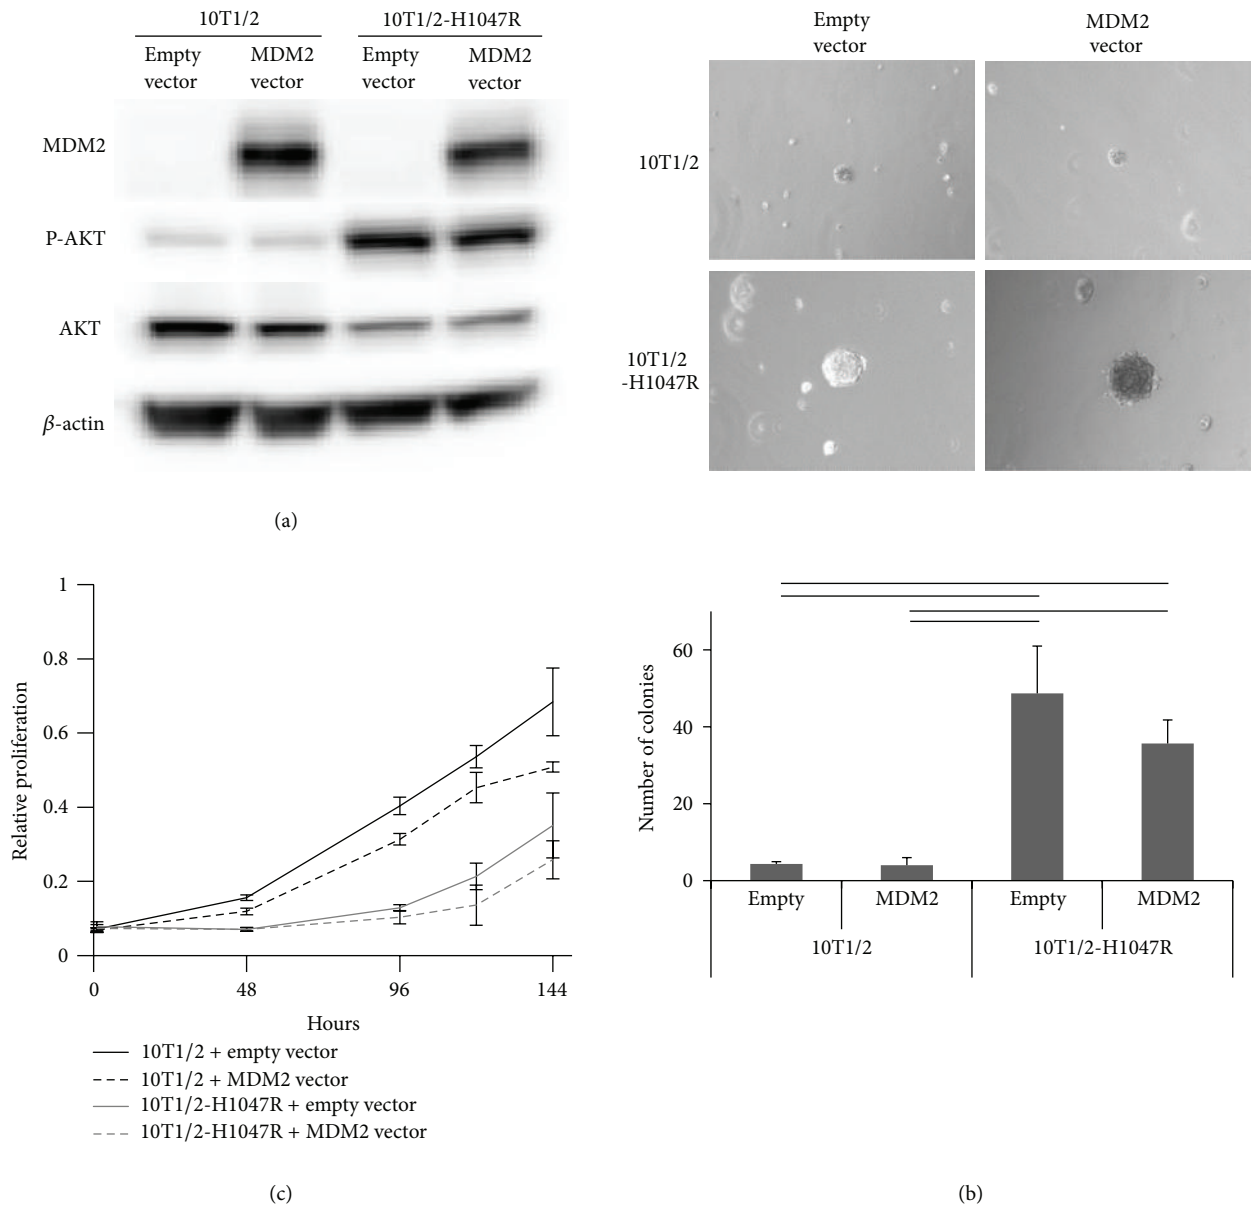 10T1/2
10T1/2-H1047R
Empty
vector
MDM2
vector
Empty
vector
MDM2
vector
MDM2
P-AKT
AKT
β-actin
(a)
Empty
vector
MDM2
vector
10T1/2
10T1/2
-H1047R
Relative proliferation
1
0.8
0.6
0.4
0.2
0
0
48
96
144
Hours
10T1/2 + empty vector
10T1/2 + MDM2 vector
10T1/2-H1047R + empty vector
10T1/2-H1047R + MDM2 vector
(c)
Number of colonies
60
40
20
0
Empty
MDM2
Empty
MDM2
10T1/2
10T1/2-H1047R
(b)